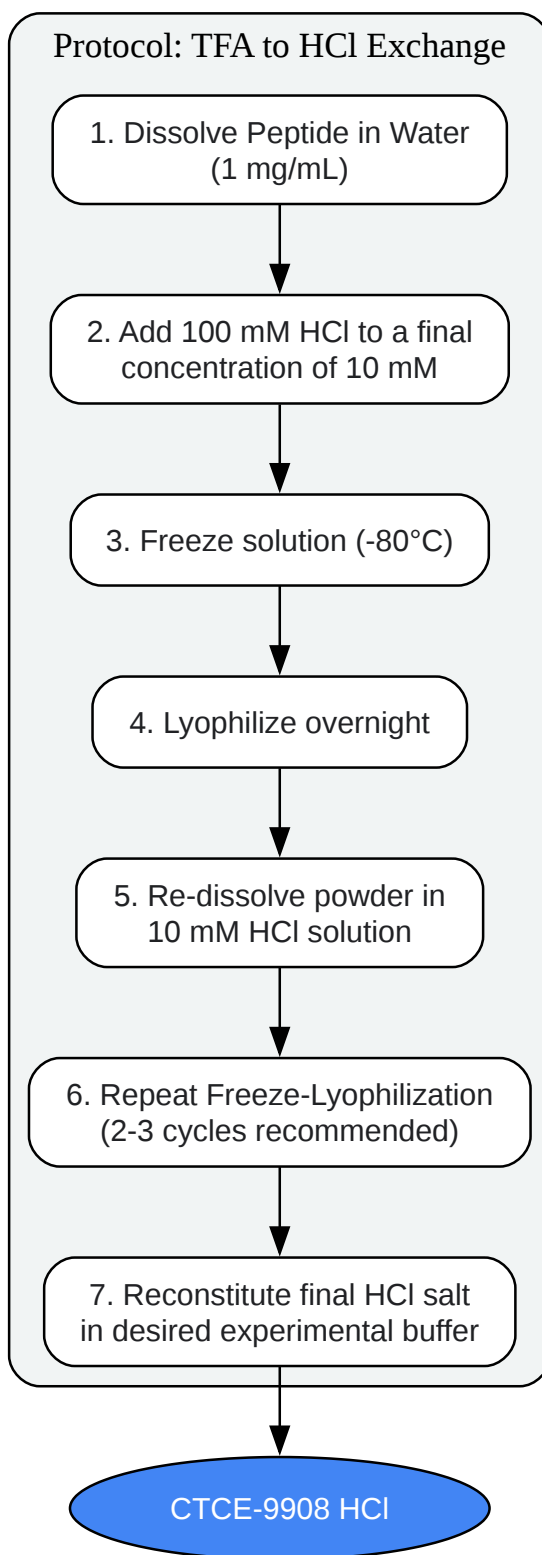 Protocol: TFA to HCl Exchange
1. Dissolve Peptide in Water
(1 mg/mL)
2. Add 100 mM HCl to a final
concentration of 10 mM
3. Freeze solution (-80°C)
4. Lyophilize overnight
5. Re-dissolve powder in
10 mM HCl solution
6. Repeat Freeze-Lyophilization
(2-3 cycles recommended)
7. Reconstitute final HCl salt
in desired experimental buffer
CTCE-9908 HCl